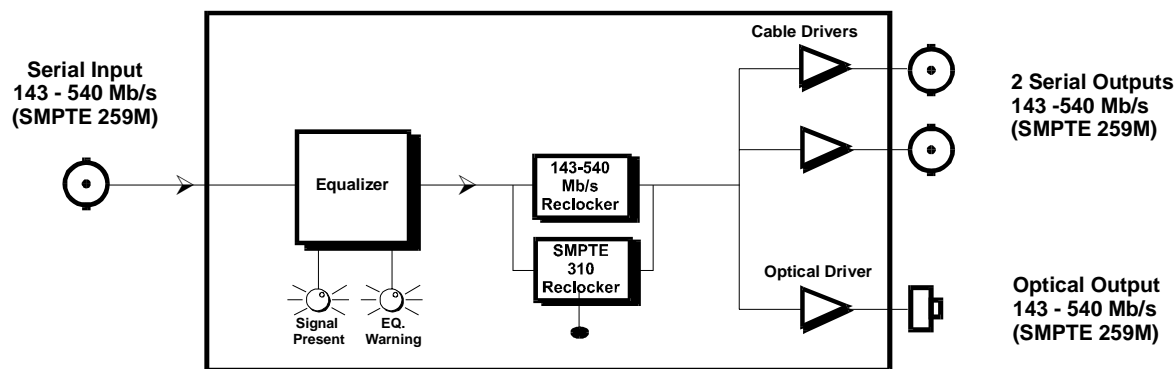 Serial Input
143 - 540 Mb/s
(SMPTE 259M)
Equalizer
Signal
Present
EQ.
Warning
143-540
Mb/s
Reclocker
SMPTE
310
Reclocker
Cable Drivers
Optical Driver
2 Serial Outputs
143 -540 Mb/s
(SMPTE 259M)
Optical Output
143 - 540 Mb/s
(SMPTE 259M)